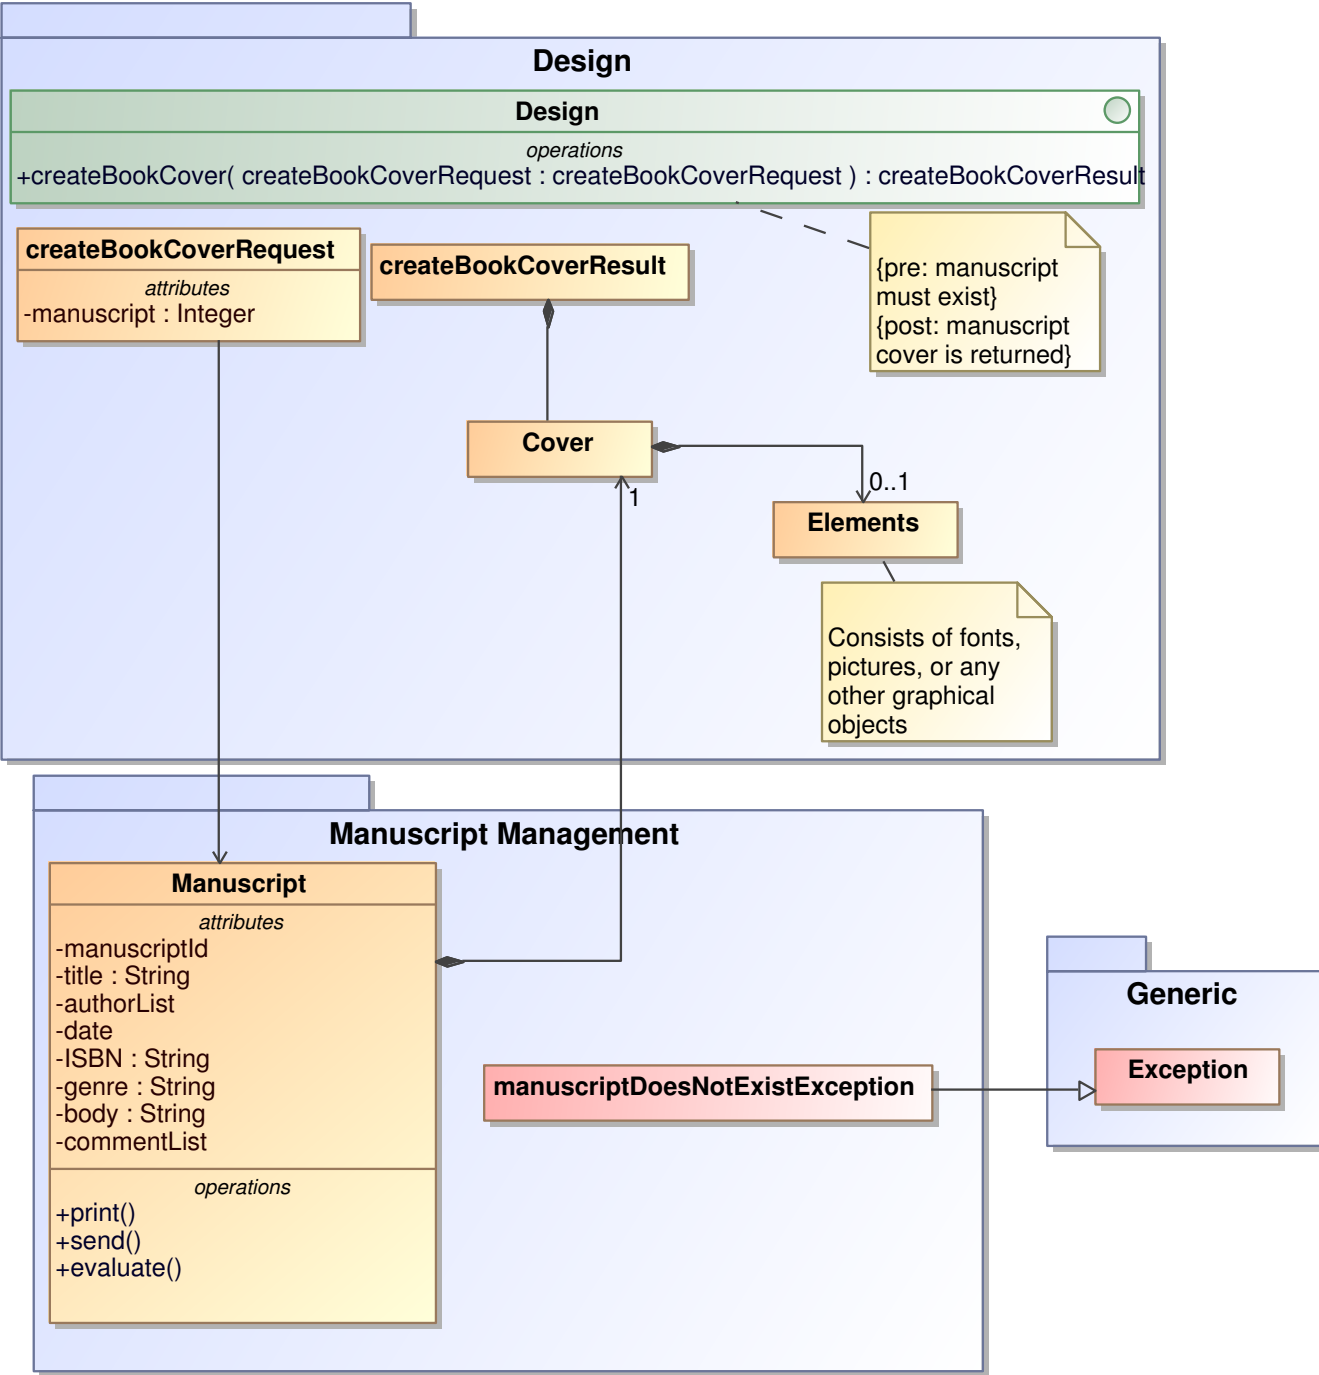 Design
Design
operations
+createBookCover( createBookCoverRequest : createBookCoverRequest ) : createBookCoverResult
createBookCoverRequest
attributes
-manuscript : Integer
createBookCoverResult
{pre: manuscript
must exist}
{post: manuscript
cover is returned}
Cover
1
0..1
Elements
Consists of fonts,
pictures, or any
other graphical
objects
Manuscript Management
Manuscript
attributes
-manuscriptId
-title : String
-authorList
-date
-ISBN : String
-genre : String
-body : String
-commentList
operations
+print()
+send()
+evaluate()
manuscriptDoesNotExistException
Generic
Exception